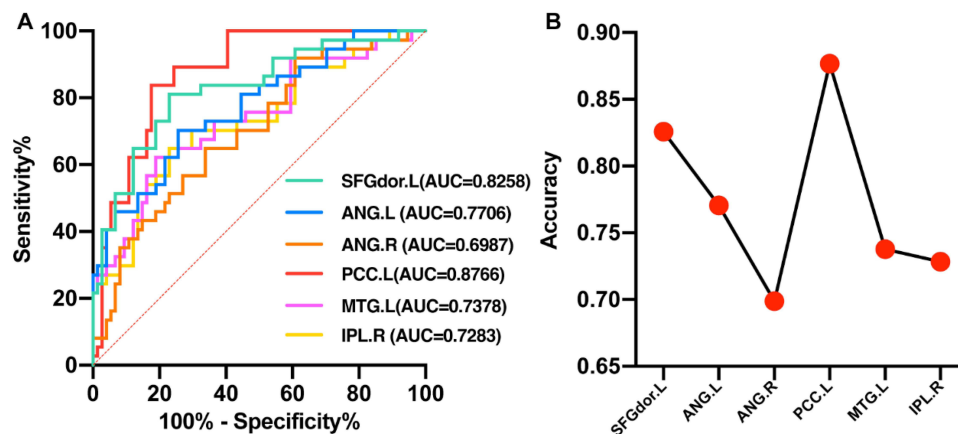 A
100
80
60
40
20
0
Sensitivity%
0 20 40 60 80 100
100% - Specificity%
SFGdor.L(AUC=0.8258)
ANG.L (AUC=0.7706)
ANG.R (AUC=0.6987)
PCC.L(AUC=0.8766)
MTG.L(AUC=0.7378)
IPL.R (AUC=0.7283)
B
0.90
0.85
0.80
0.75
0.70
0.65
Accuracy
SFGdor.L
ANG.L
ANG.R
PCC.L
MTG.L
IPL.R